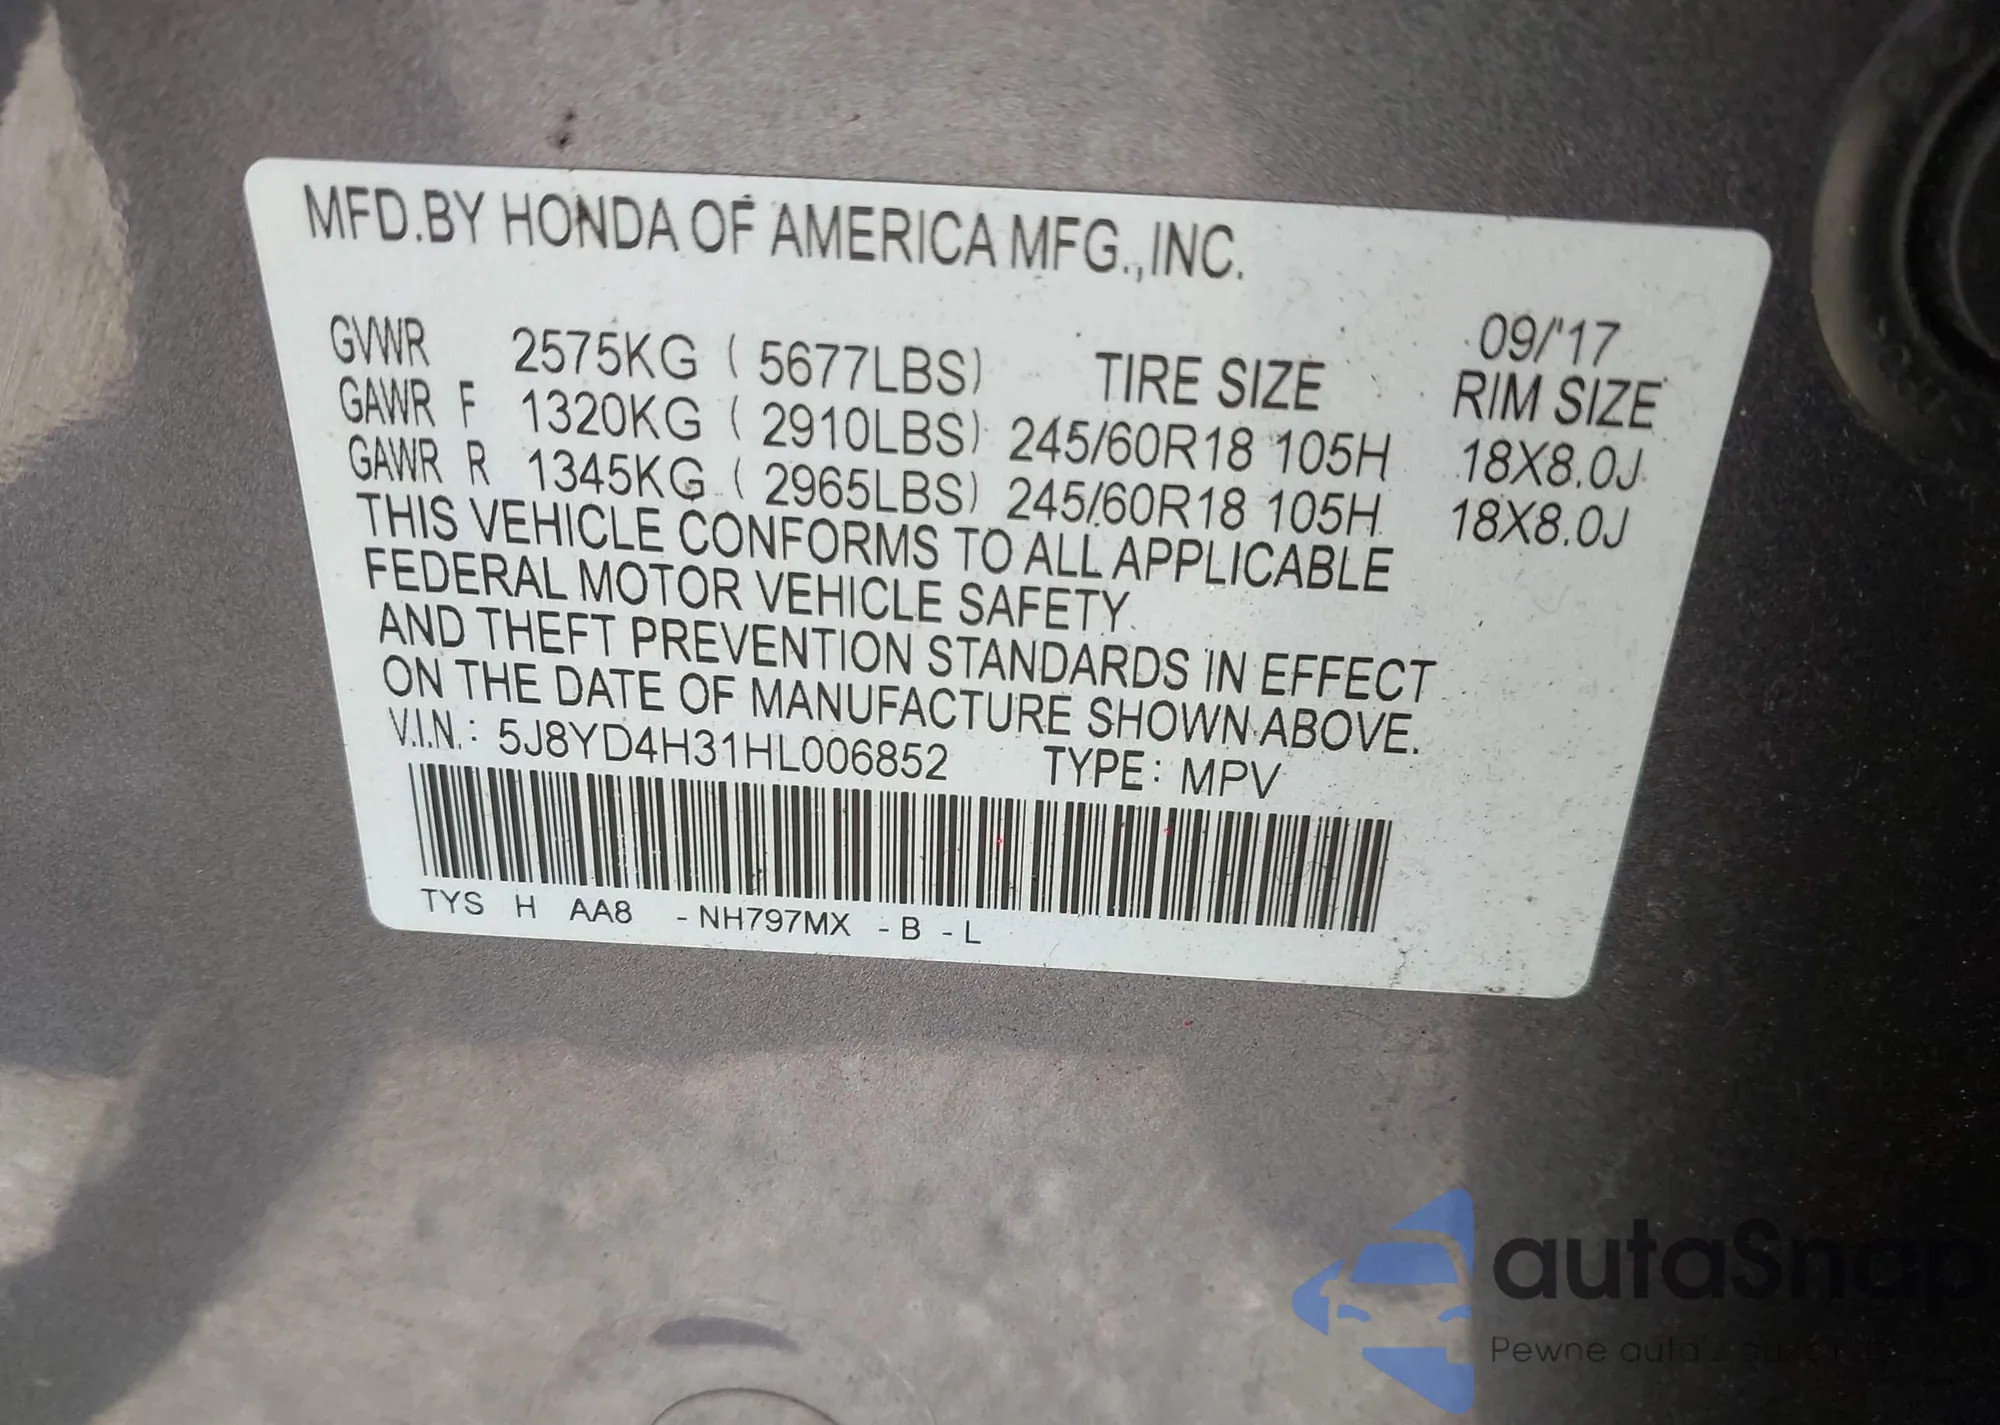 MFD.BY HONDA OF AMERICA MFG.,INC.
09/'17
GVWR 2575KG ( 5677LBS) TIRE SIZE RIM SIZE
GAWR F 1320KG ( 2910LBS) 245/60R18 105H 18X8.0J
GAWR R 1345KG ( 2965LBS) 245/60R18 105H 18X8.0J
THIS VEHICLE CONFORMS TO ALL APPLICABLE
FEDERAL MOTOR VEHICLE SAFETY
AND THEFT PREVENTION STANDARDS IN EFFECT
ON THE DATE OF MANUFACTURE SHOWN ABOVE.
V.I.N.: 5J8YD4H31HL006852 TYPE: MPV
TYS H AA8 -NH797MX -B -L
autaSnap
Pewne auta z